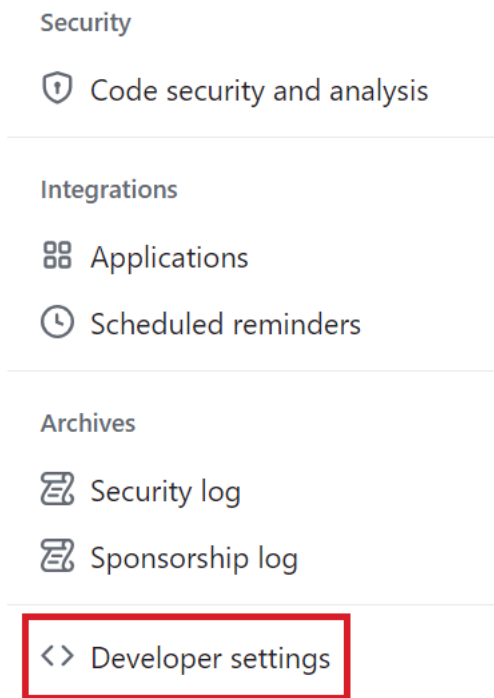 Security
Code security and analysis
Integrations
Applications
Scheduled reminders
Archives
Security log
Sponsorship log
Developer settings